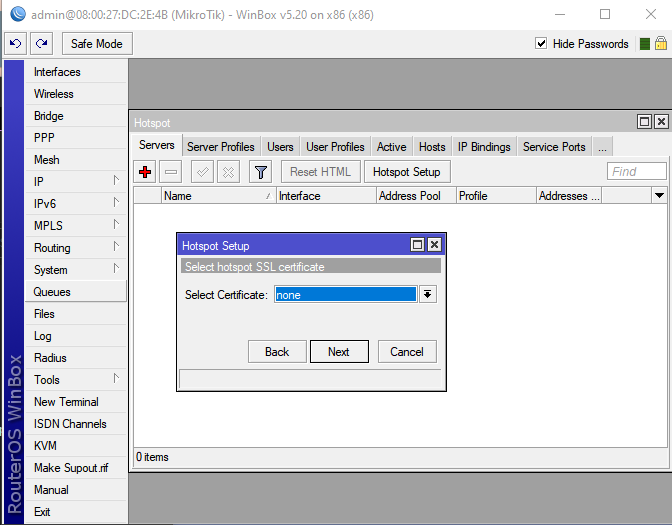 admin@08:00:27:DC:2E:4B (MikroTik) - WinBox v5.20 on x86 (x86)
Safe Mode
Hide Passwords
Interfaces
Wireless
Bridge
PPP
Mesh
IP
IPv6
MPLS
Routing
System
Queues
Files
Log
Radius
Tools
New Terminal
ISDN Channels
KVM
Make Supout.rif
Manual
Exit
RouterOS WinBox
Hotspot
Servers Server Profiles Users User Profiles Active Hosts IP Bindings Service Ports ...
Reset HTML Hotspot Setup Find
Name Interface Address Pool Profile Addresses ...
Hotspot Setup
Select hotspot SSL certificate
Select Certificate: none
Back Next Cancel
0 items